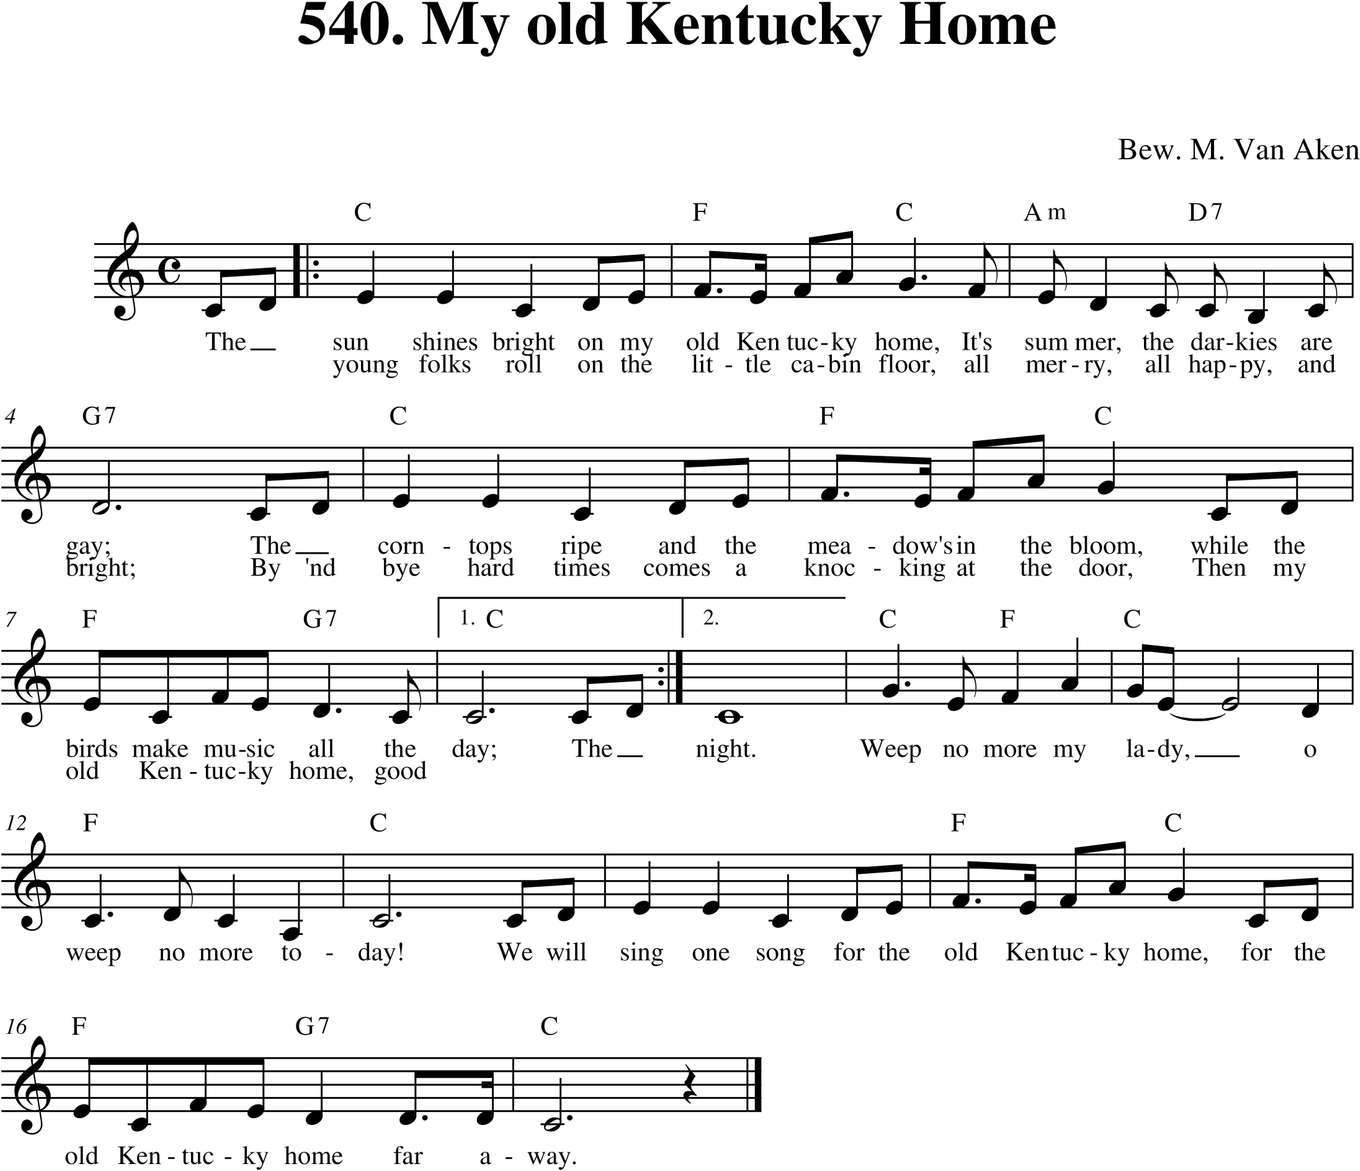 540. My old Kentucky Home
Bew. M. Van Aken
C F C Am D7
The sun shines bright on my old Ken tuc-ky home, It's sum mer, the dar-kies are
young folks roll on the lit - tle ca-bin floor, all mer-ry, all hap-py, and
4 G7 C F C
gay; The corn - tops ripe and the mea - dow's in the bloom, while the
bright; By 'nd bye hard times comes a knoc - king at the door, Then my
7 F G7 1. C 2. C F C
birds make mu-sic all the day; The night. Weep no more my la-dy, o
old Ken-tuc-ky home, good
12 F C F C
weep no more to - day! We will sing one song for the old Ken tuc-ky home, for the
16 F G7 C
old Ken-tuc-ky home far a - way.